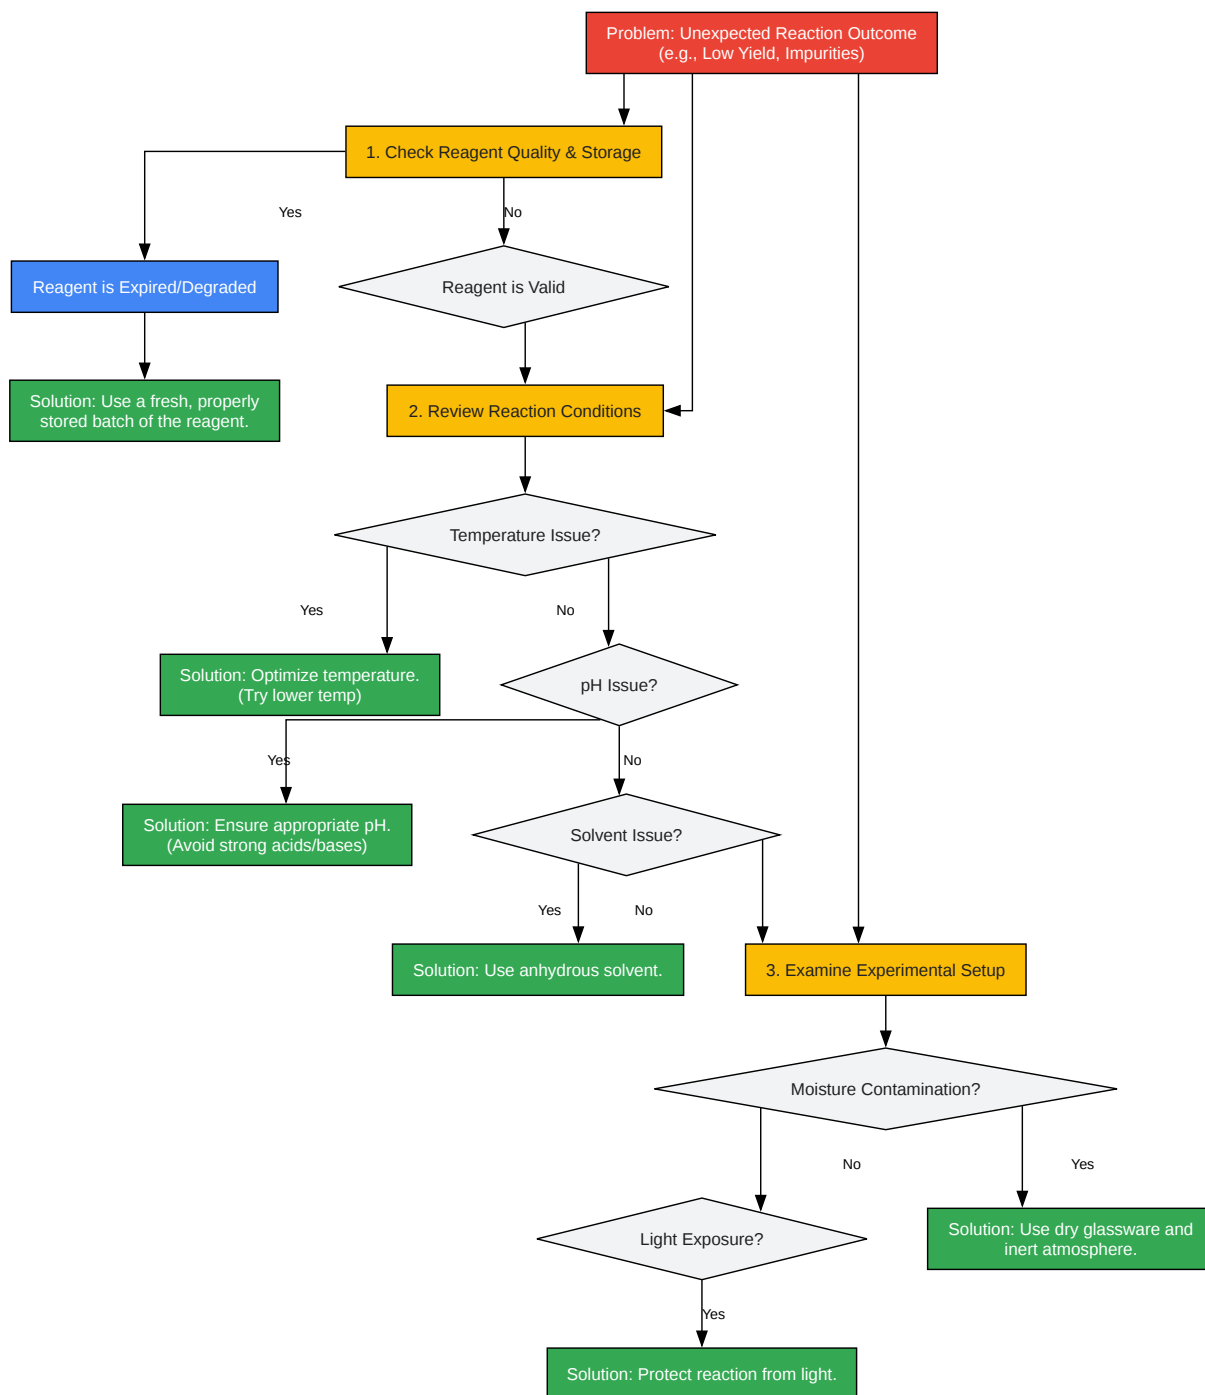 Problem: Unexpected Reaction Outcome
(e.g., Low Yield, Impurities)
1. Check Reagent Quality & Storage
Yes
No
Reagent is Expired/Degraded
Reagent is Valid
Solution: Use a fresh, properly
stored batch of the reagent.
2. Review Reaction Conditions
Temperature Issue?
Yes
No
Solution: Optimize temperature.
(Try lower temp)
pH Issue?
Yes
No
Solution: Ensure appropriate pH.
(Avoid strong acids/bases)
Solvent Issue?
Yes
No
Solution: Use anhydrous solvent.
3. Examine Experimental Setup
Moisture Contamination?
No
Yes
Light Exposure?
Solution: Use dry glassware and
inert atmosphere.
Yes
Solution: Protect reaction from light.